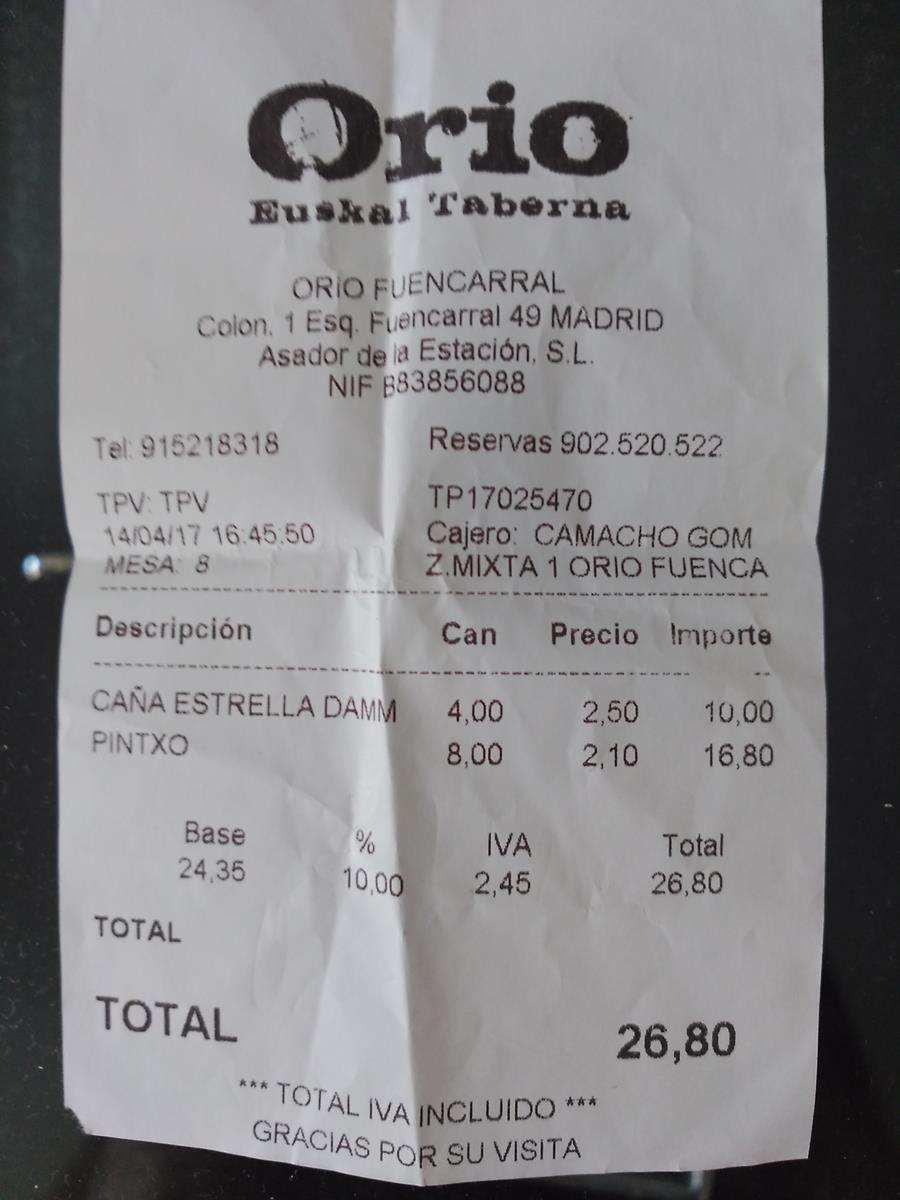 Orio
Euskal Taberna
ORIO FUENCARRAL
Colon, 1 Esq. Fuencarral 49 MADRID
Asador de la Estación, S.L.
NIF B83856088
Tel: 915218318 Reservas 902.520.522
TPV: TPV TP17025470
14/04/17 16:45:50 Cajero: CAMACHO GOM
MESA: 8 Z.MIXTA 1 ORIO FUENCA
Descripción Can Precio Importe
CAÑA ESTRELLA DAMM 4,00 2,50 10,00
PINTXO 8,00 2,10 16,80
Base % IVA Total
24,35 10,00 2,45 26,80
TOTAL
TOTAL 26,80
*** TOTAL IVA INCLUIDO ***
GRACIAS POR SU VISITA